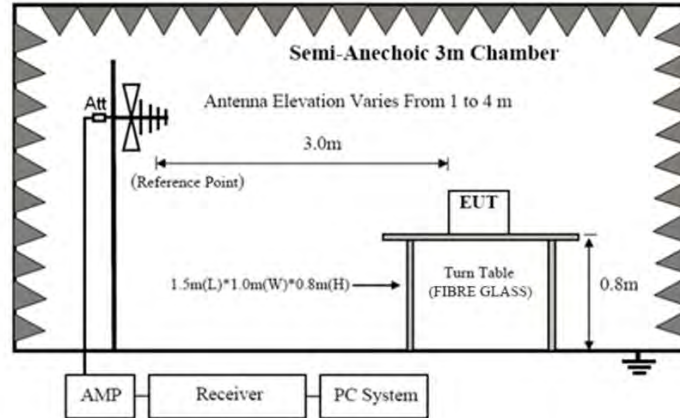 Semi-Anechoic 3m Chamber
Att
Antenna Elevation Varies From 1 to 4 m
3.0m
(Reference Point)
EUT
1.5m(L)*1.0m(W)*0.8m(H)
Turn Table
(FIBRE GLASS)
0.8m
AMP
Receiver
PC System